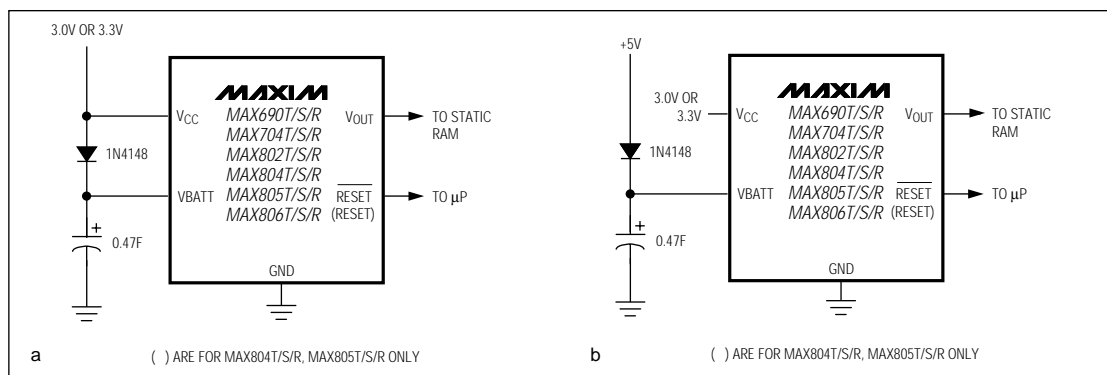 3.0V OR 3.3V
MAXIM
VCC
MAX690T/S/R
MAX704T/S/R
MAX802T/S/R
MAX804T/S/R
MAX805T/S/R
MAX806T/S/R
VOUT
TO STATIC
RAM
1N4148
VBATT
RESET
(RESET)
TO μP
+
0.47F
GND
a
( ) ARE FOR MAX804T/S/R, MAX805T/S/R ONLY
+5V
3.0V OR
3.3V
MAXIM
VCC
MAX690T/S/R
MAX704T/S/R
MAX802T/S/R
MAX804T/S/R
MAX805T/S/R
MAX806T/S/R
VOUT
TO STATIC
RAM
1N4148
VBATT
RESET
(RESET)
TO μP
+
0.47F
GND
b
( ) ARE FOR MAX804T/S/R, MAX805T/S/R ONLY